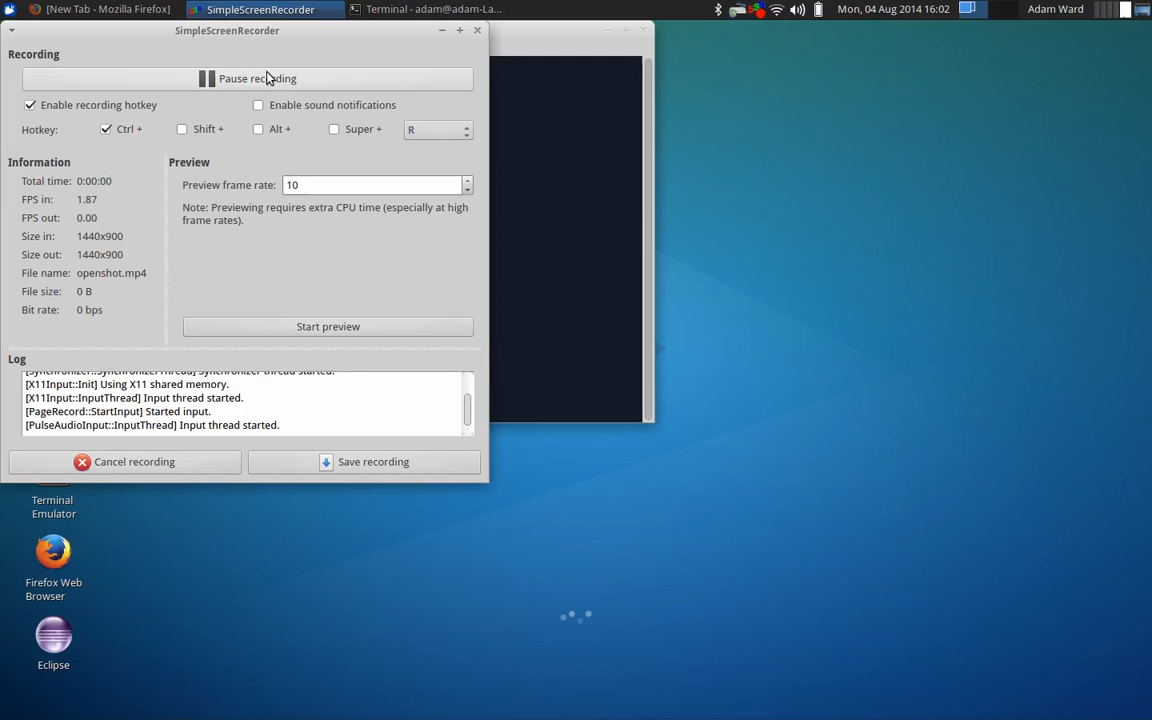 [New Tab - Mozilla Firefox]
SimpleScreenRecorder
Terminal - adam@adam-La...
Mon, 04 Aug 2014 16:02
Adam Ward
SimpleScreenRecorder
Recording
Pause recording
Enable recording hotkey
Enable sound notifications
Hotkey:
Ctrl +
Shift +
Alt +
Super +
R
Information
Total time: 0:00:00
FPS in: 1.87
FPS out: 0.00
Size in: 1440x900
Size out: 1440x900
File name: openshot.mp4
File size: 0 B
Bit rate: 0 bps
Preview
Preview frame rate: 10
Note: Previewing requires extra CPU time (especially at high
frame rates).
Start preview
Log
[Synchronizer::SynchronizerThread] Synchronizer thread started.
[X11Input::Init] Using X11 shared memory.
[X11Input::InputThread] Input thread started.
[PageRecord::StartInput] Started input.
[PulseAudioInput::InputThread] Input thread started.
Cancel recording
Save recording
Terminal
Emulator
Firefox Web
Browser
Eclipse